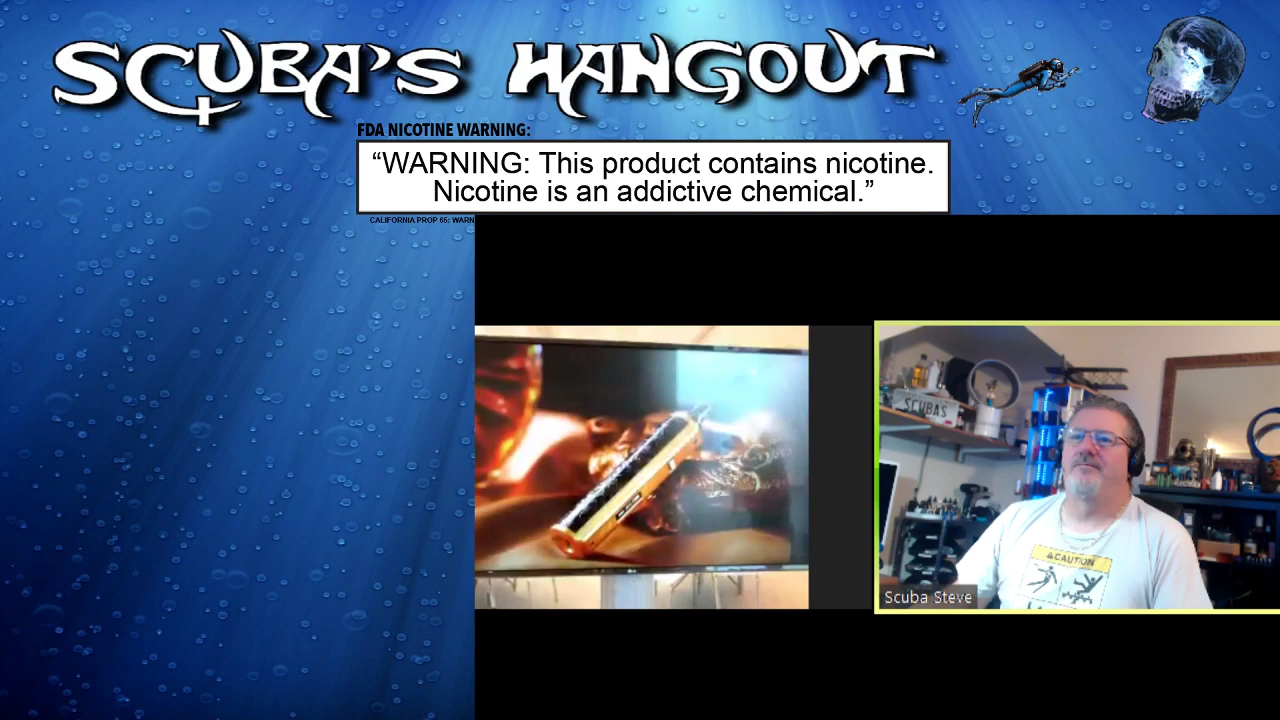 SCUBA'S HANGOUT
FDA NICOTINE WARNING:
“WARNING: This product contains nicotine.
Nicotine is an addictive chemical.”
CALIFORNIA PROP 65: WARN
SCUBAS
⚠CAUTION
Scuba Steve